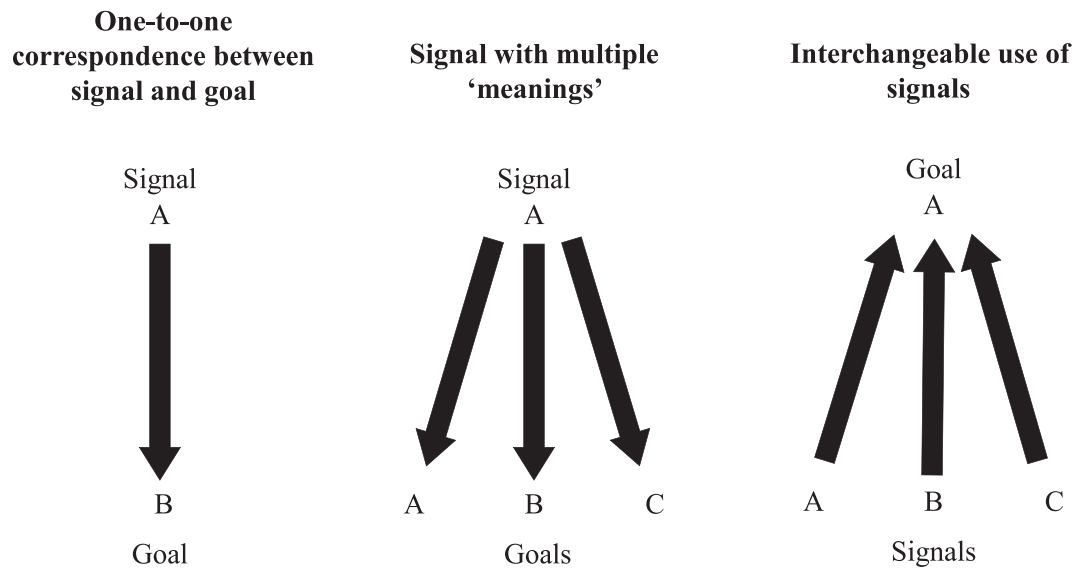 One-to-one
correspondence between
signal and goal
Signal
A
B
Goal
Signal with multiple
‘meanings’
Signal
A
A B C
Goals
Interchangeable use of
signals
Goal
A
A B C
Signals